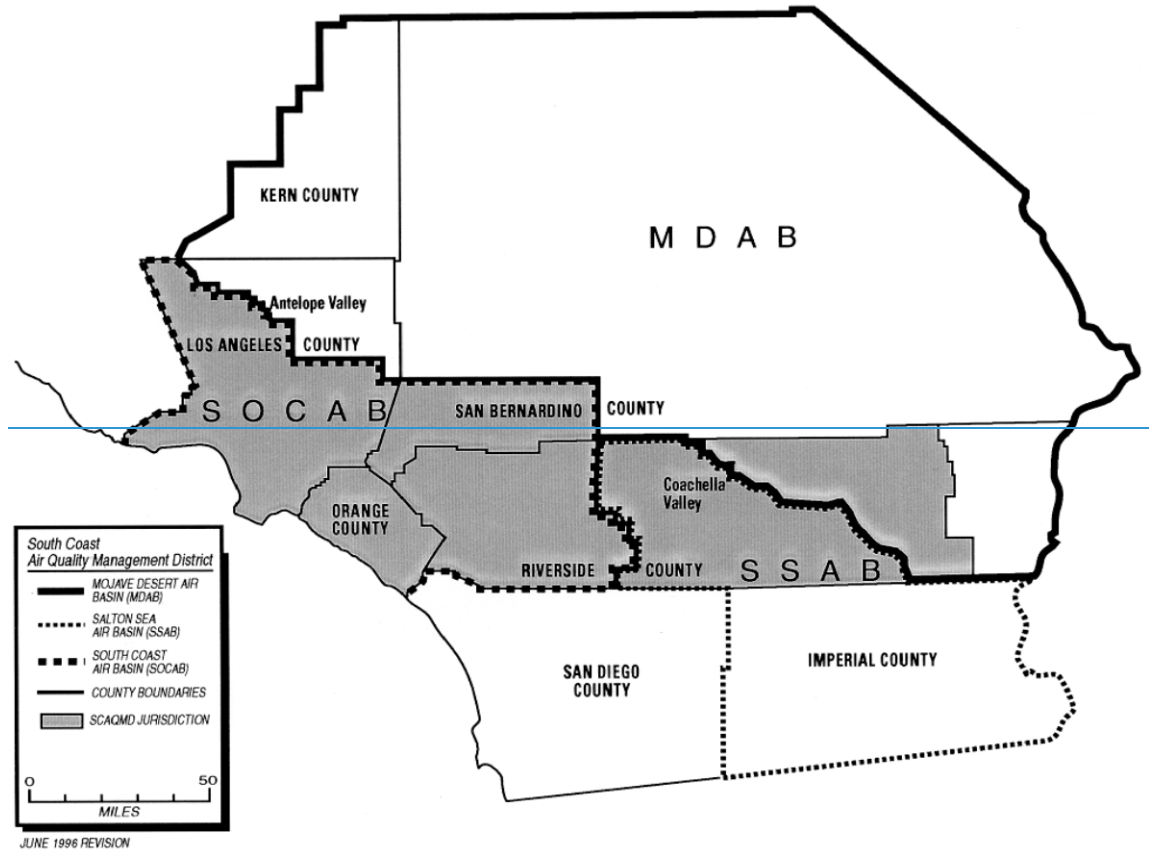 KERN COUNTY
M D A B
Antelope Valley
LOS ANGELES COUNTY
S O C A B
SAN BERNARDINO COUNTY
Coachella
Valley
ORANGE
COUNTY
RIVERSIDE COUNTY
S S A B
SAN DIEGO
COUNTY
IMPERIAL COUNTY
South Coast
Air Quality Management District
MOJAVE DESERT AIR
BASIN (MDAB)
SALTON SEA
AIR BASIN (SSAB)
SOUTH COAST
AIR BASIN (SOCAB)
COUNTY BOUNDARIES
SCAQMD JURISDICTION
0 50
MILES
JUNE 1996 REVISION